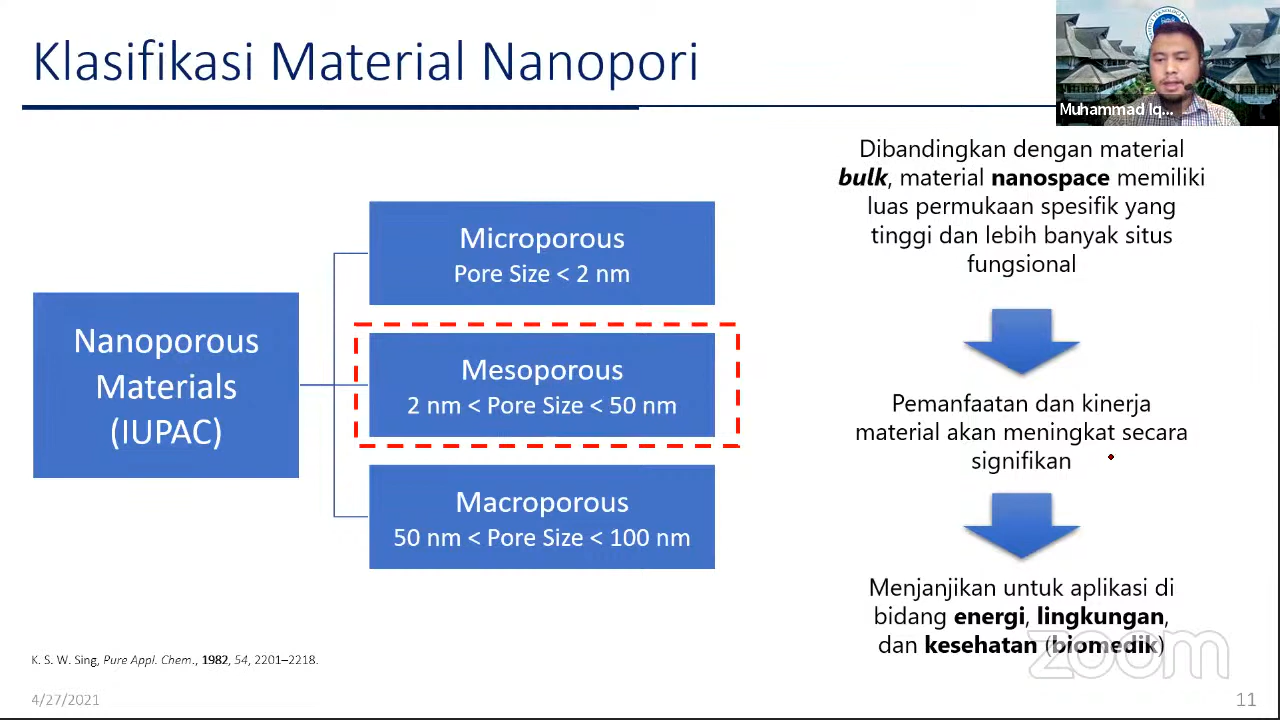 Klasifikasi Material Nanopori
Muhammad Iq...
Nanoporous
Materials
(IUPAC)
Microporous
Pore Size < 2 nm
Mesoporous
2 nm < Pore Size < 50 nm
Macroporous
50 nm < Pore Size < 100 nm
Dibandingkan dengan material
bulk, material nanospace memiliki
luas permukaan spesifik yang
tinggi dan lebih banyak situs
fungsional
Pemanfaatan dan kinerja
material akan meningkat secara
signifikan
Menjanjikan untuk aplikasi di
bidang energi, lingkungan,
dan kesehatan (biomedik)
zoom
K. S. W. Sing, Pure Appl. Chem., 1982, 54, 2201–2218.
4/27/2021
11